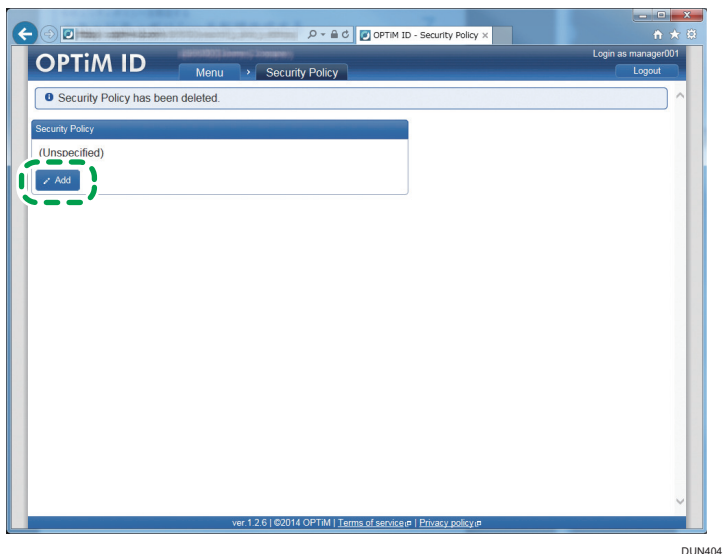 OPTiM ID - Security Policy ×
OPTiM ID
Menu › Security Policy
Login as manager001
Logout
Security Policy has been deleted.
Security Policy
(Unspecified)
Add
ver.1.2.6 | ©2014 OPTiM | Terms of service | Privacy policy
DUN404